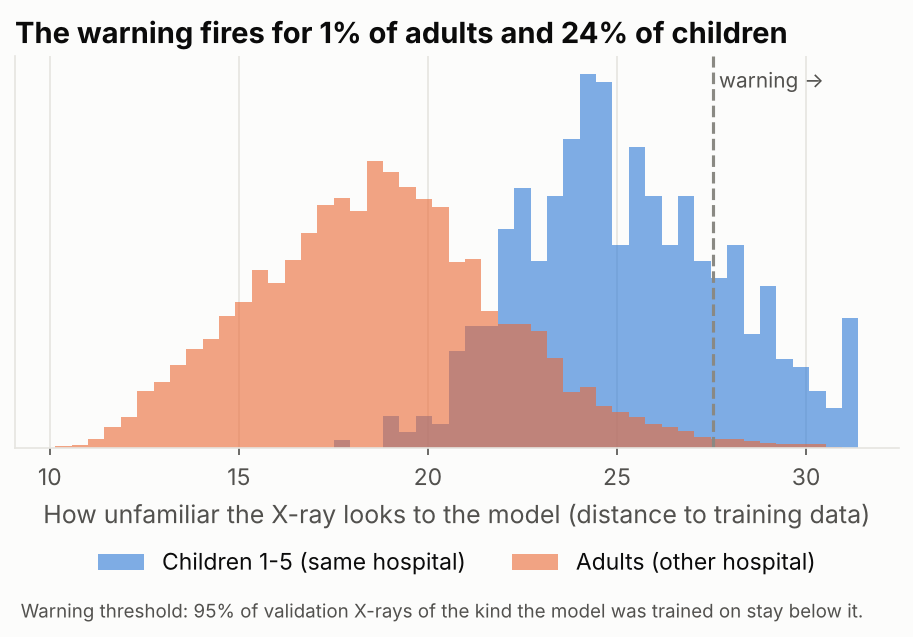 The warning fires for 1% of adults and 24% of children
warning →
10 15 20 25 30
How unfamiliar the X-ray looks to the model (distance to training data)
Children 1-5 (same hospital) Adults (other hospital)
Warning threshold: 95% of validation X-rays of the kind the model was trained on stay below it.